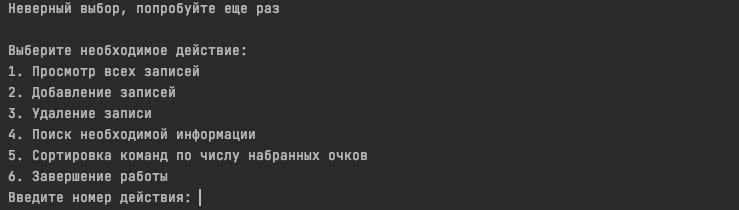 Неверный выбор, попробуйте еще раз
Выберите необходимое действие:
1. Просмотр всех записей
2. Добавление записей
3. Удаление записи
4. Поиск необходимой информации
5. Сортировка команд по числу набранных очков
6. Завершение работы
Введите номер действия: